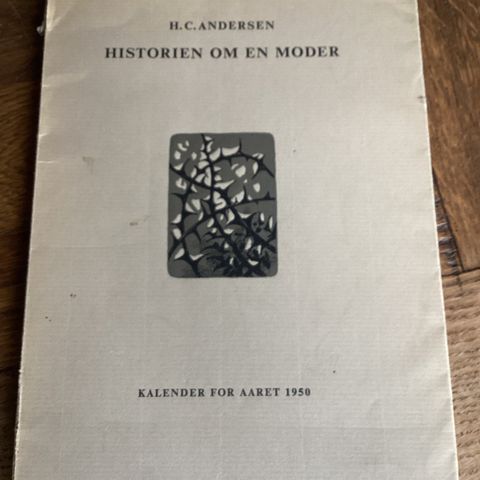 H.C. ANDERSEN
HISTORIEN OM EN MODER
KALENDER FOR AARET 1950